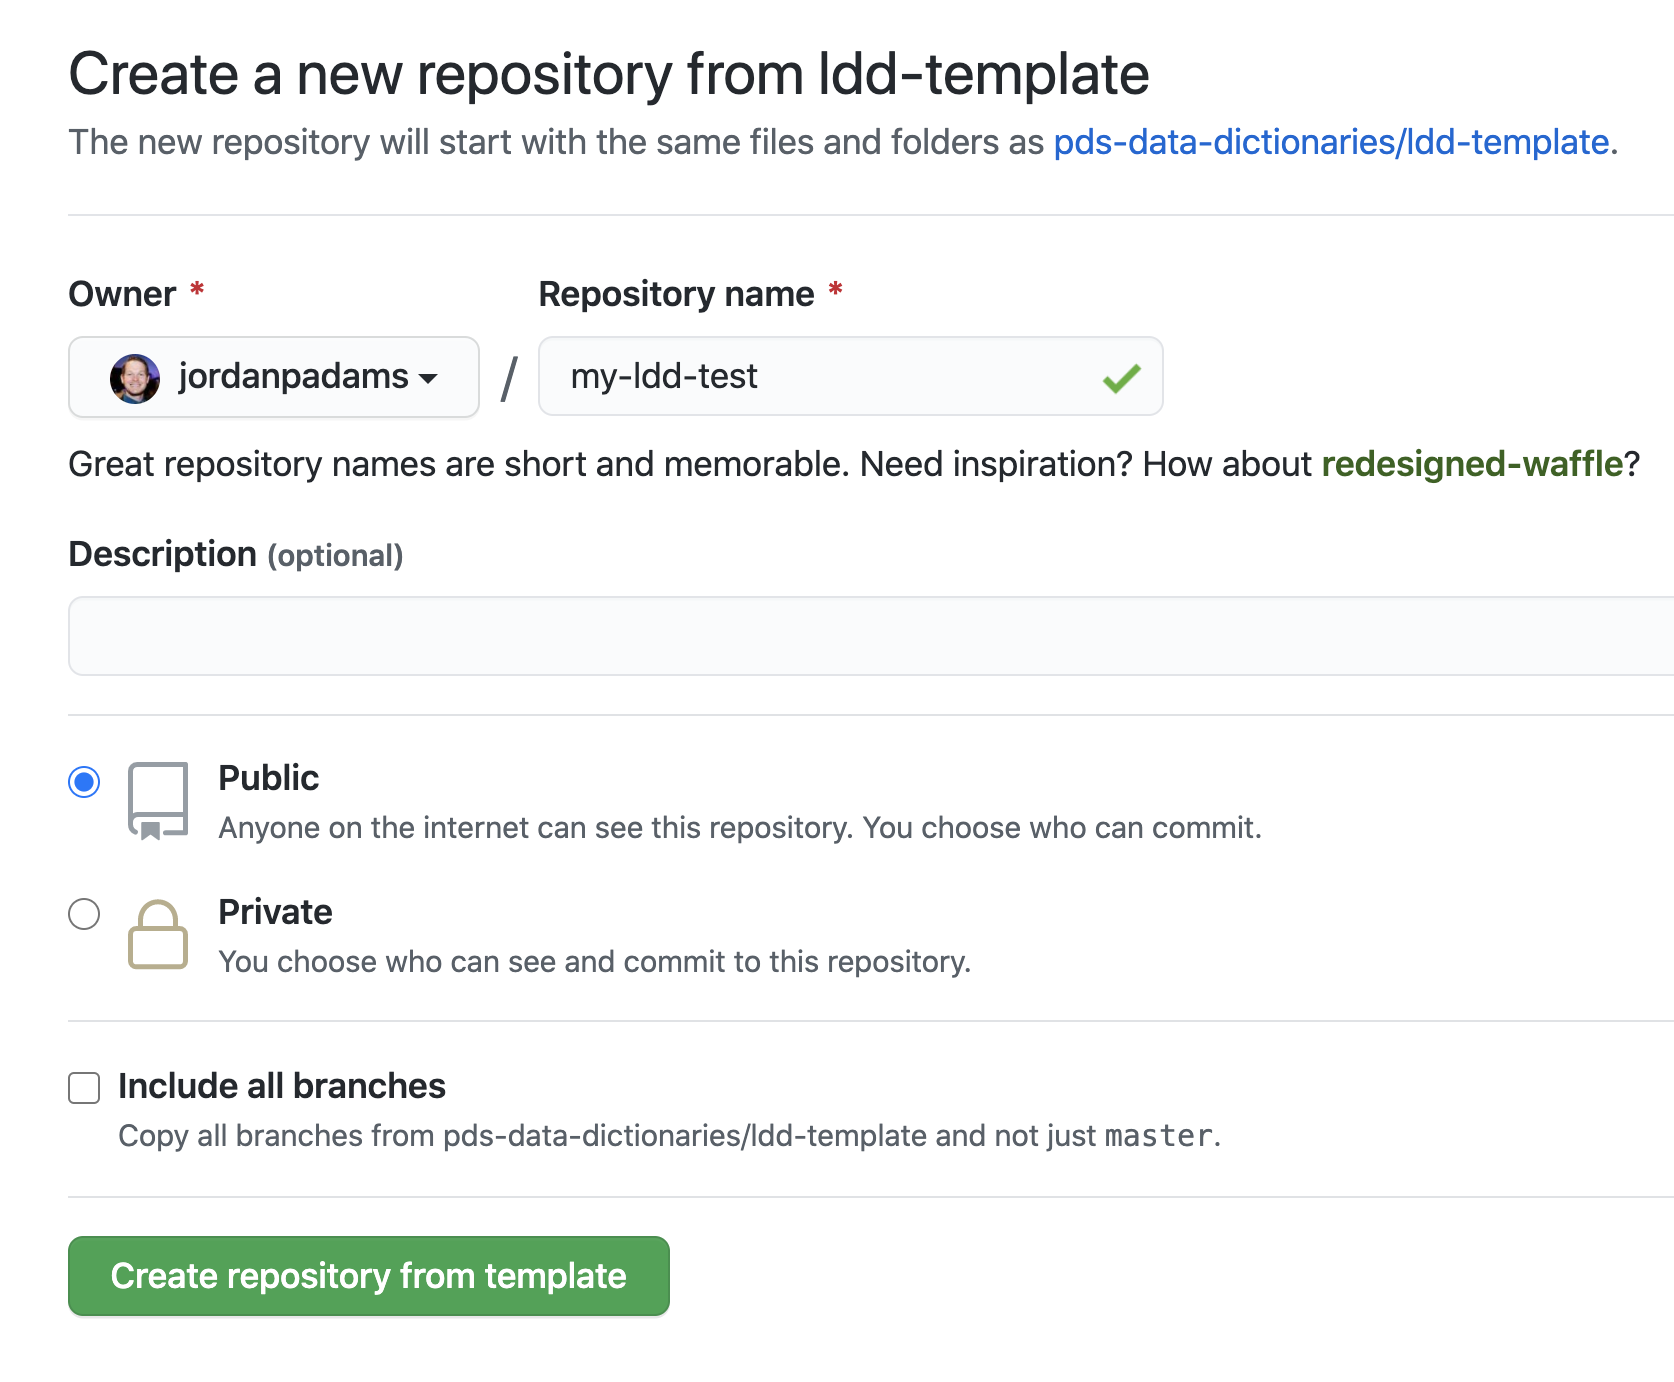 Create a new repository from ldd-template
The new repository will start with the same files and folders as pds-data-dictionaries/ldd-template.
Owner *
Repository name *
jordanpadams / my-ldd-test
Great repository names are short and memorable. Need inspiration? How about redesigned-waffle?
Description (optional)
Public
Anyone on the internet can see this repository. You choose who can commit.
Private
You choose who can see and commit to this repository.
Include all branches
Copy all branches from pds-data-dictionaries/ldd-template and not just master.
Create repository from template